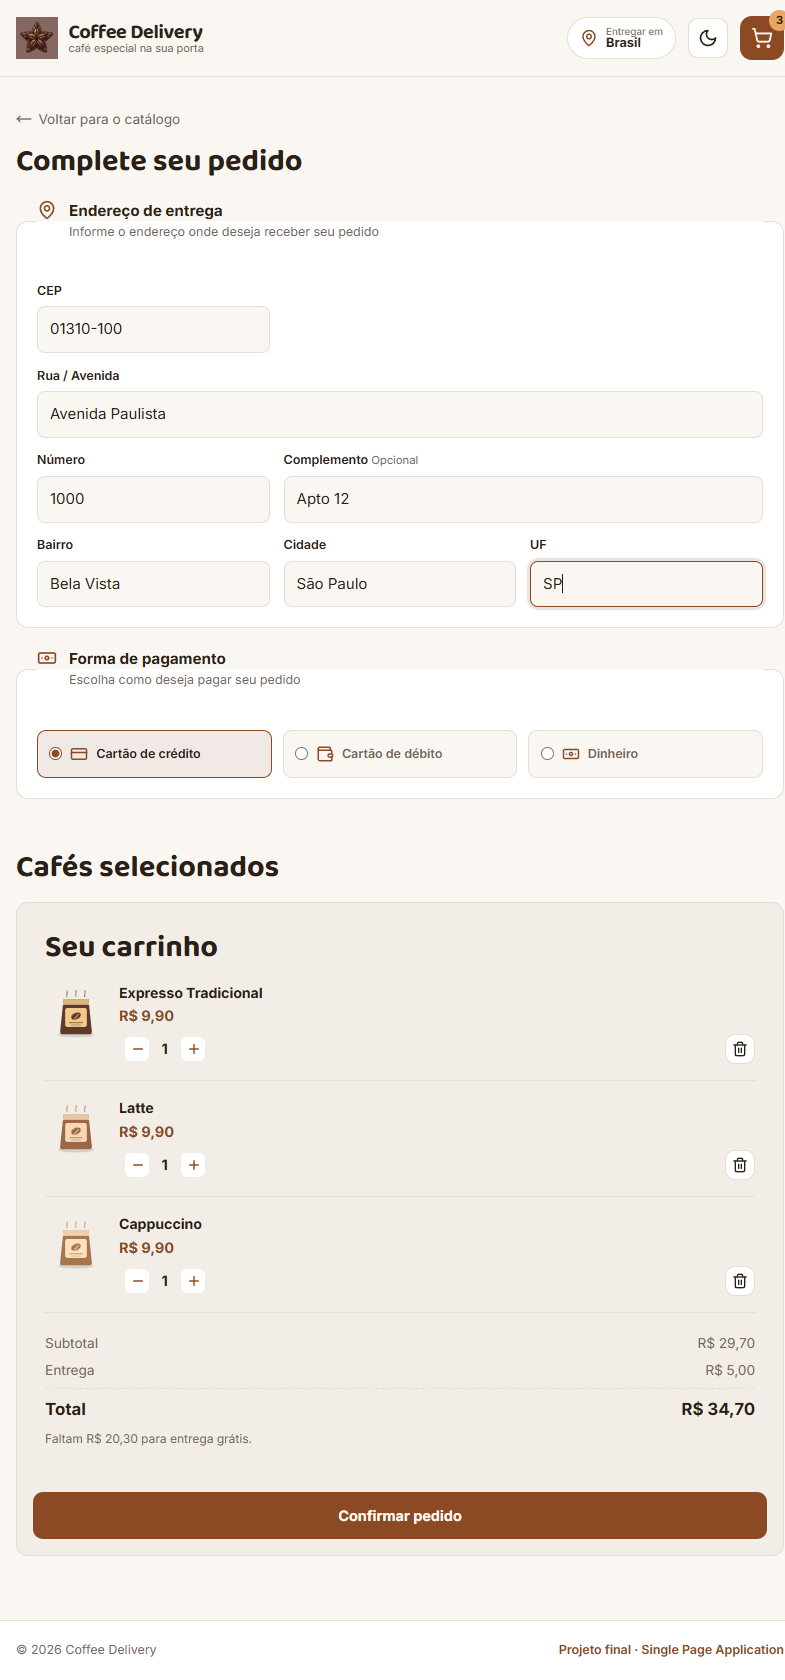 Coffee Delivery
café especial na sua porta
Entregar em
Brasil
3
Voltar para o catálogo
Complete seu pedido
Endereço de entrega
Informe o endereço onde deseja receber seu pedido
CEP
01310-100
Rua / Avenida
Avenida Paulista
Número
Complemento Opcional
1000
Apto 12
Bairro
Cidade
UF
Bela Vista
São Paulo
SP
Forma de pagamento
Escolha como deseja pagar seu pedido
Cartão de crédito
Cartão de débito
Dinheiro
Cafés selecionados
Seu carrinho
Expresso Tradicional
R$ 9,90
1
Latte
R$ 9,90
1
Cappuccino
R$ 9,90
1
Subtotal R$ 29,70
Entrega R$ 5,00
Total R$ 34,70
Faltam R$ 20,30 para entrega grátis.
Confirmar pedido
© 2026 Coffee Delivery
Projeto final · Single Page Application